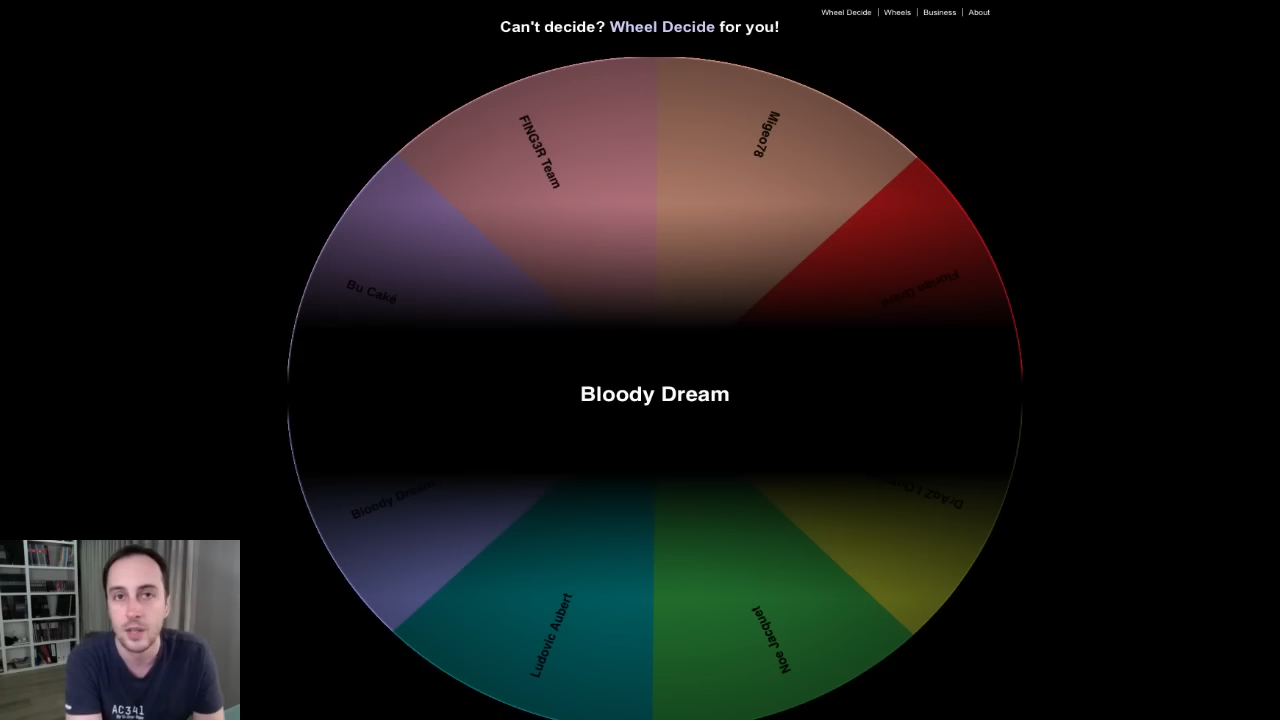 Wheel Decide | Wheels | Business | About
Can't decide? Wheel Decide for you!
FING3R Team
Migeo78
Bu Caké
Bloody Dream
Bloody Dream
Ludovic Aubert
Noe Jacquet
AC341